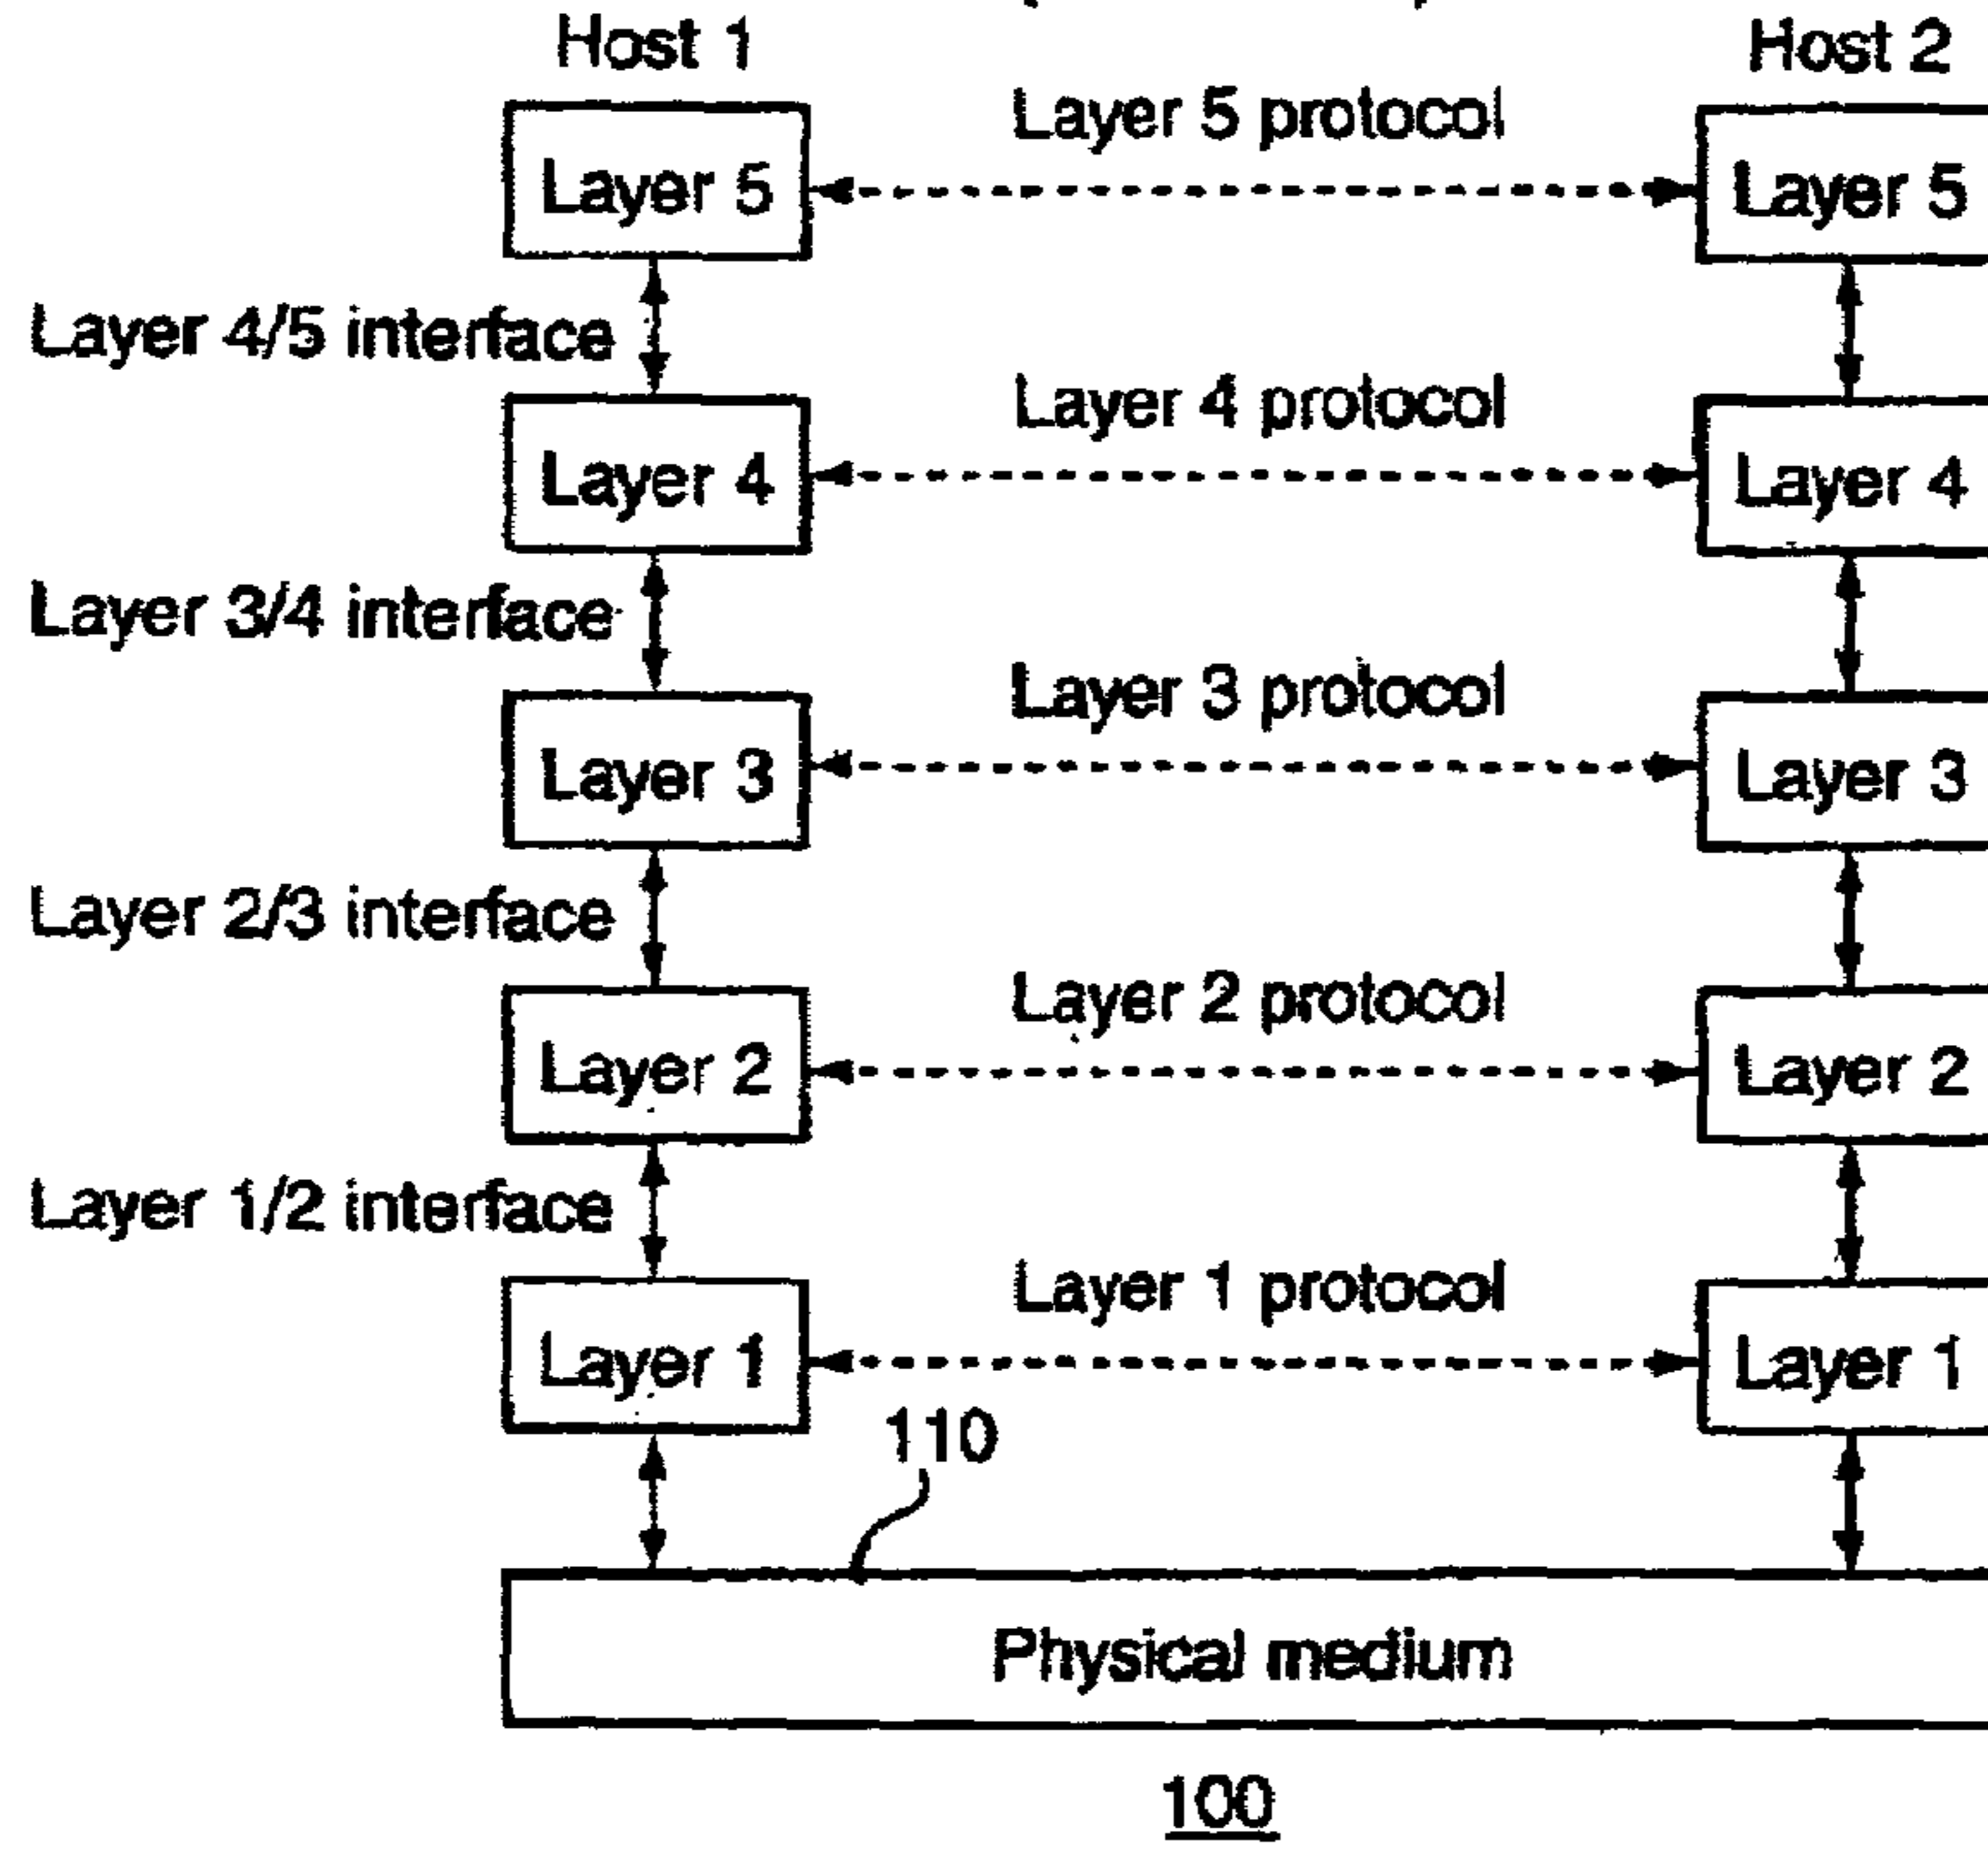 Host 1
Host 2
Layer 5 protocol
Layer 5
Layer 5
Layer 4/5 interface
Layer 4 protocol
Layer 4
Layer 4
Layer 3/4 interface
Layer 3 protocol
Layer 3
Layer 3
Layer 2/3 interface
Layer 2 protocol
Layer 2
Layer 2
Layer 1/2 interface
Layer 1 protocol
Layer 1
Layer 1
110
Physical medium
100